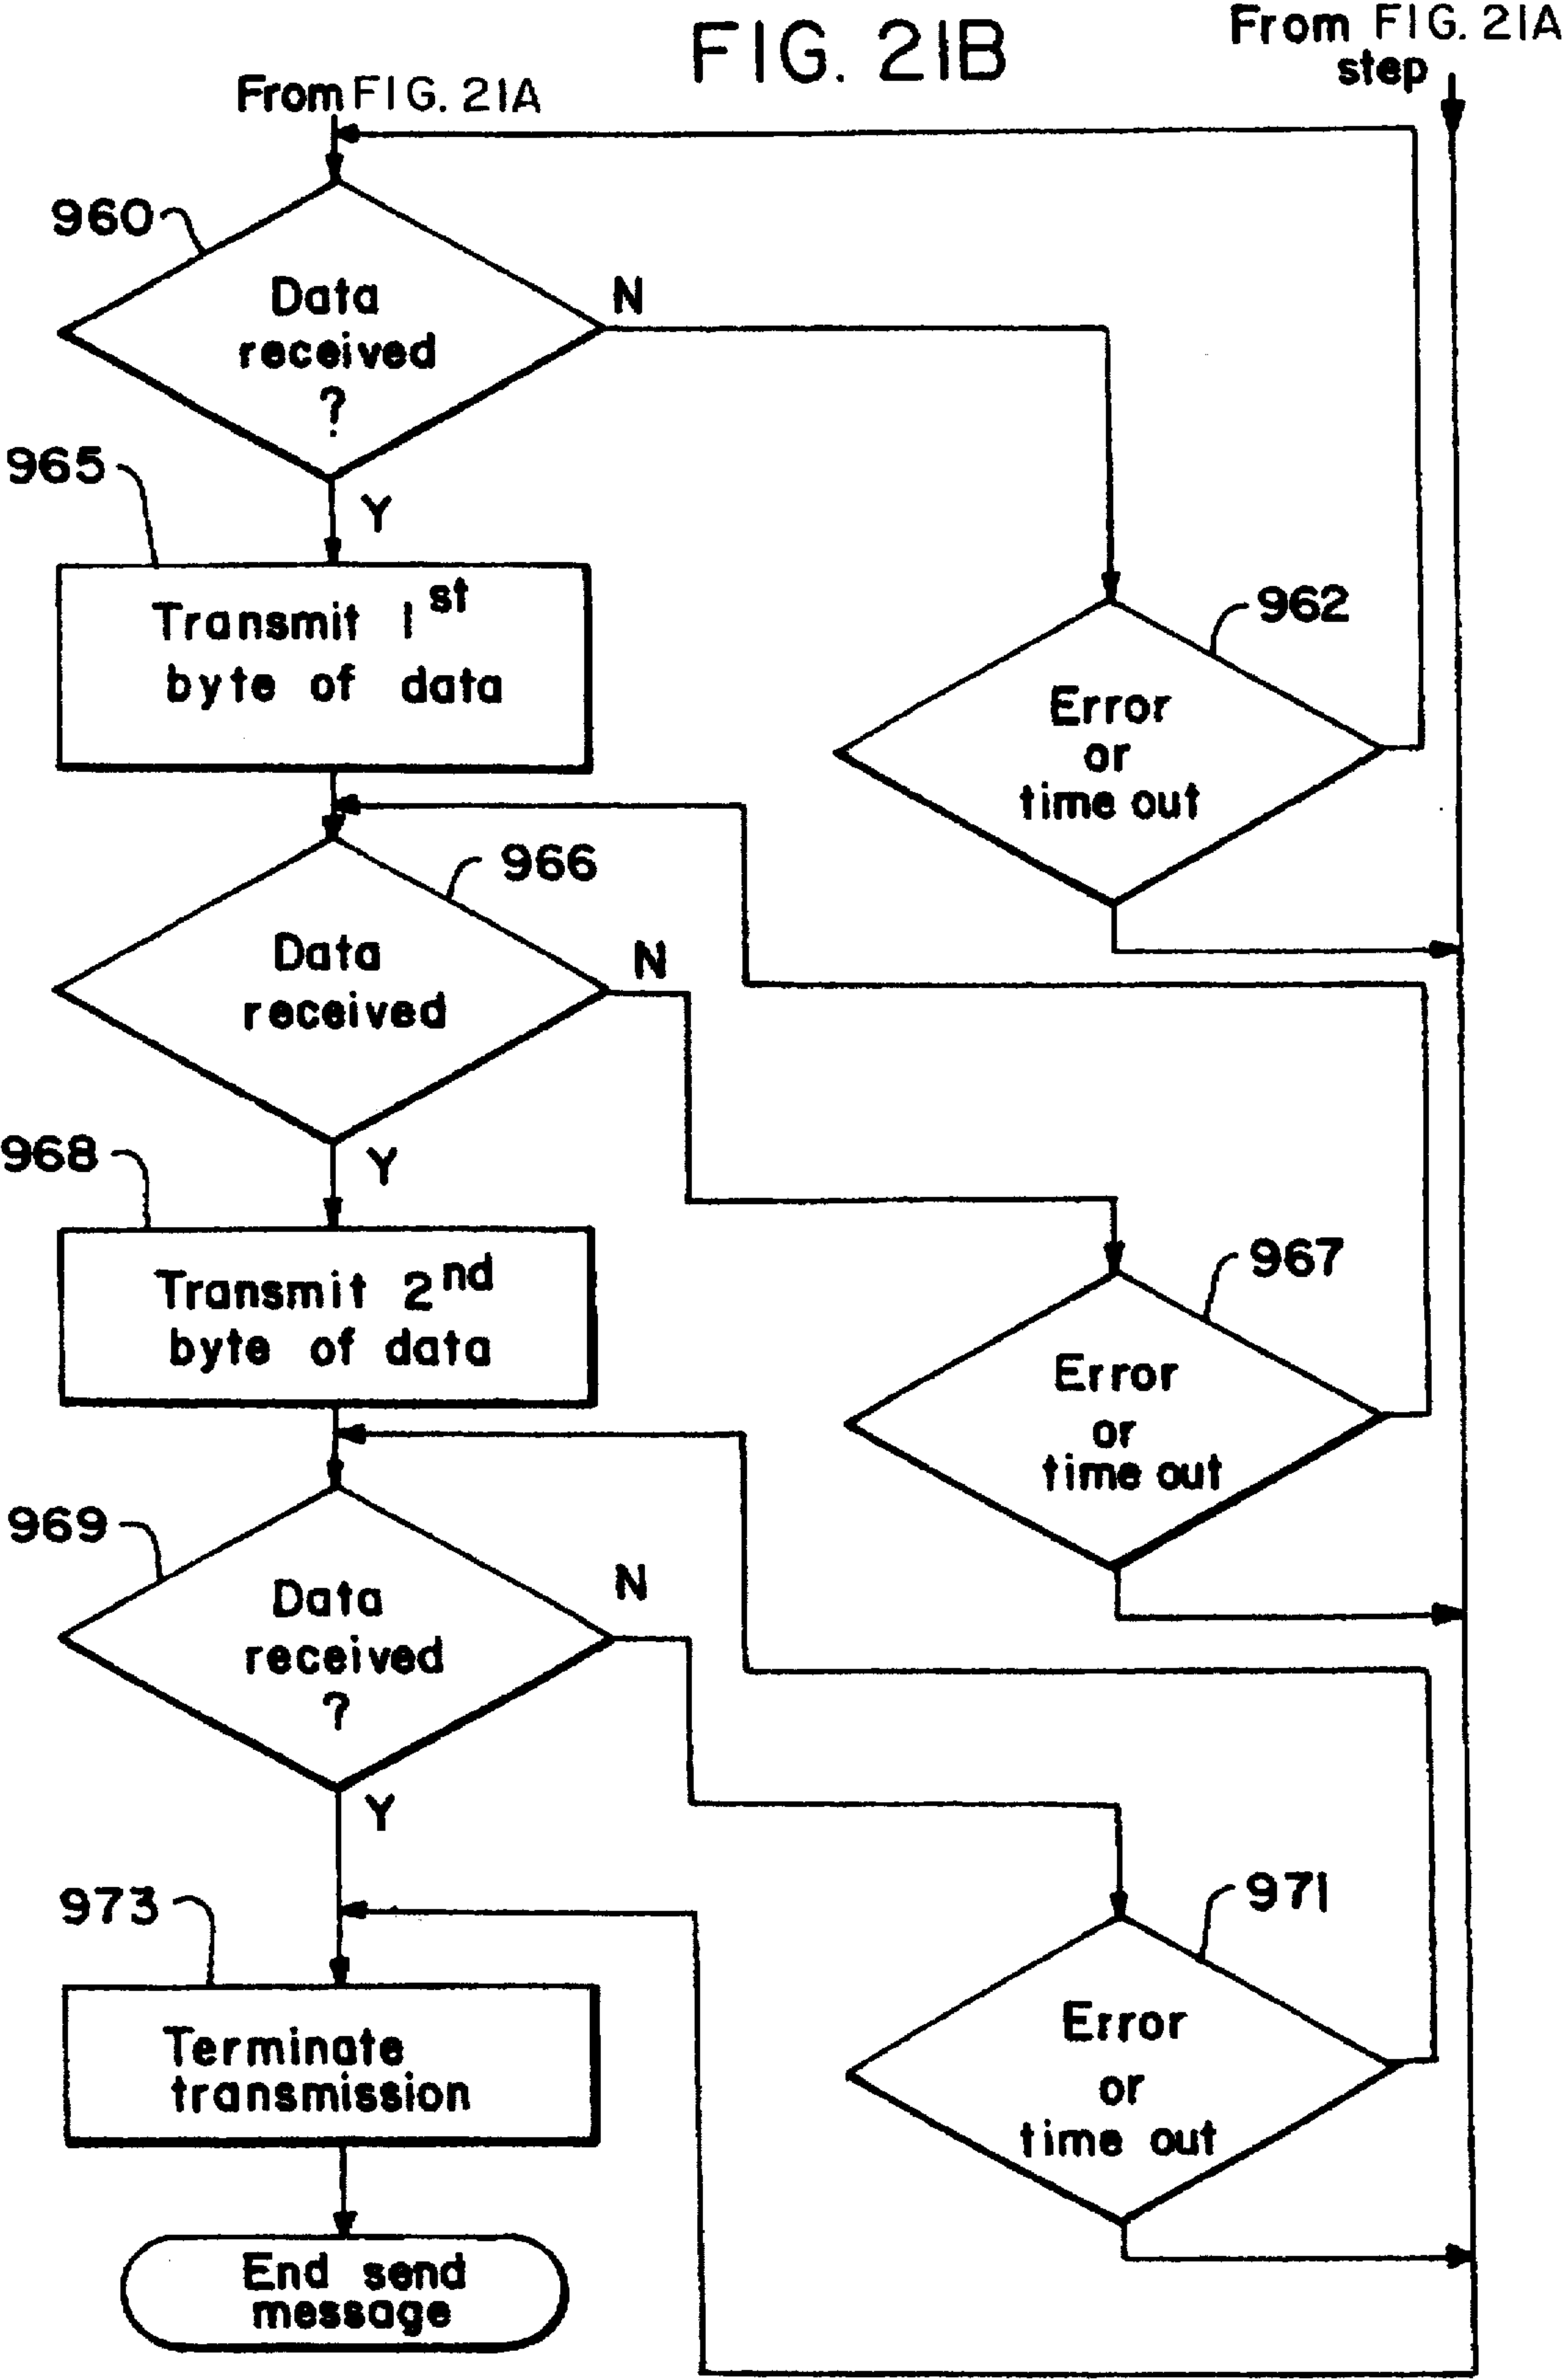 FIG. 21B
From FIG. 21A
step
From FIG. 21A
960
Data
received
?
N
Y
965
Transmit 1st
byte of data
962
Error
or
time out
966
Data
received
N
Y
968
Transmit 2nd
byte of data
967
Error
or
time out
969
Data
received
?
N
Y
973
Terminate
transmission
971
Error
or
time out
End send
message